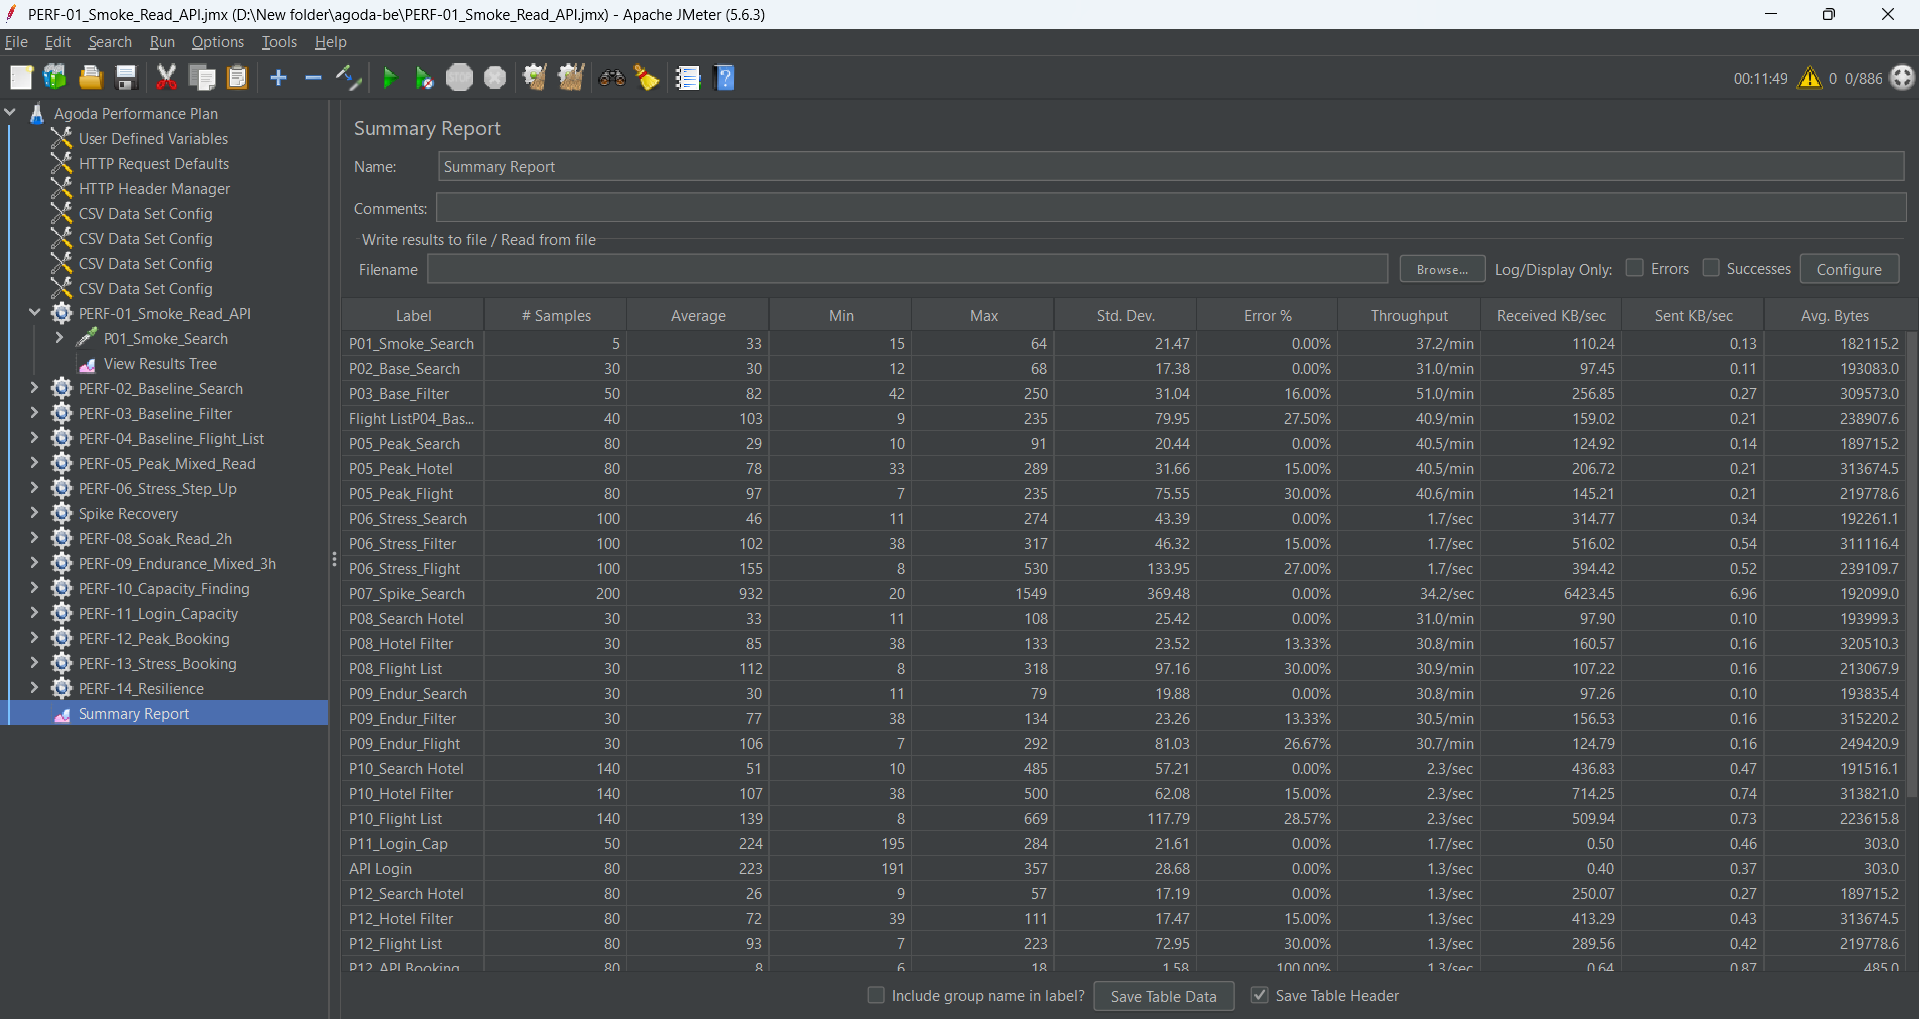 PERF-01_Smoke_Read_API.jmx (D:\New folder\agoda-be\PERF-01_Smoke_Read_API.jmx) - Apache JMeter (5.6.3)
File Edit Search Run Options Tools Help
STOP 00:11:49 0 0/886
Agoda Performance Plan
User Defined Variables
HTTP Request Defaults
HTTP Header Manager
CSV Data Set Config
CSV Data Set Config
CSV Data Set Config
CSV Data Set Config
PERF-01_Smoke_Read_API
P01_Smoke_Search
View Results Tree
PERF-02_Baseline_Search
PERF-03_Baseline_Filter
PERF-04_Baseline_Flight_List
PERF-05_Peak_Mixed_Read
PERF-06_Stress_Step_Up
Spike Recovery
PERF-08_Soak_Read_2h
PERF-09_Endurance_Mixed_3h
PERF-10_Capacity_Finding
PERF-11_Login_Capacity
PERF-12_Peak_Booking
PERF-13_Stress_Booking
PERF-14_Resilience
Summary Report
Summary Report
Name: Summary Report
Comments:
Write results to file / Read from file
Filename Browse... Log/Display Only: Errors Successes Configure
Label # Samples Average Min Max Std. Dev. Error % Throughput Received KB/sec Sent KB/sec Avg. Bytes
P01_Smoke_Search 5 33 15 64 21.47 0.00% 37.2/min 110.24 0.13 182115.2
P02_Base_Search 30 30 12 68 17.38 0.00% 31.0/min 97.45 0.11 193083.0
P03_Base_Filter 50 82 42 250 31.04 16.00% 51.0/min 256.85 0.27 309573.0
Flight ListP04_Bas... 40 103 9 235 79.95 27.50% 40.9/min 159.02 0.21 238907.6
P05_Peak_Search 80 29 10 91 20.44 0.00% 40.5/min 124.92 0.14 189715.2
P05_Peak_Hotel 80 78 33 289 31.66 15.00% 40.5/min 206.72 0.21 313674.5
P05_Peak_Flight 80 97 7 235 75.55 30.00% 40.6/min 145.21 0.21 219778.6
P06_Stress_Search 100 46 11 274 43.39 0.00% 1.7/sec 314.77 0.34 192261.1
P06_Stress_Filter 100 102 38 317 46.32 15.00% 1.7/sec 516.02 0.54 311116.4
P06_Stress_Flight 100 155 8 530 133.95 27.00% 1.7/sec 394.42 0.52 239109.7
P07_Spike_Search 200 932 20 1549 369.48 0.00% 34.2/sec 6423.45 6.96 192099.0
P08_Search Hotel 30 33 11 108 25.42 0.00% 31.0/min 97.90 0.10 193999.3
P08_Hotel Filter 30 85 38 133 23.52 13.33% 30.8/min 160.57 0.16 320510.3
P08_Flight List 30 112 8 318 97.16 30.00% 30.9/min 107.22 0.16 213067.9
P09_Endur_Search 30 30 11 79 19.88 0.00% 30.8/min 97.26 0.10 193835.4
P09_Endur_Filter 30 77 38 134 23.26 13.33% 30.5/min 156.53 0.16 315220.2
P09_Endur_Flight 30 106 7 292 81.03 26.67% 30.7/min 124.79 0.16 249420.9
P10_Search Hotel 140 51 10 485 57.21 0.00% 2.3/sec 436.83 0.47 191516.1
P10_Hotel Filter 140 107 38 500 62.08 15.00% 2.3/sec 714.25 0.74 313821.0
P10_Flight List 140 139 8 669 117.79 28.57% 2.3/sec 509.94 0.73 223615.8
P11_Login_Cap 50 224 195 284 21.61 0.00% 1.7/sec 0.50 0.46 303.0
API Login 80 223 191 357 28.68 0.00% 1.3/sec 0.40 0.37 303.0
P12_Search Hotel 80 26 9 57 17.19 0.00% 1.3/sec 250.07 0.27 189715.2
P12_Hotel Filter 80 72 39 111 17.47 15.00% 1.3/sec 413.29 0.43 313674.5
P12_Flight List 80 93 7 223 72.95 30.00% 1.3/sec 289.56 0.42 219778.6
P12_API Booking 80 8 6 18 1.58 100.00% 1.3/sec 0.64 0.87 485.0
Include group name in label? Save Table Data Save Table Header